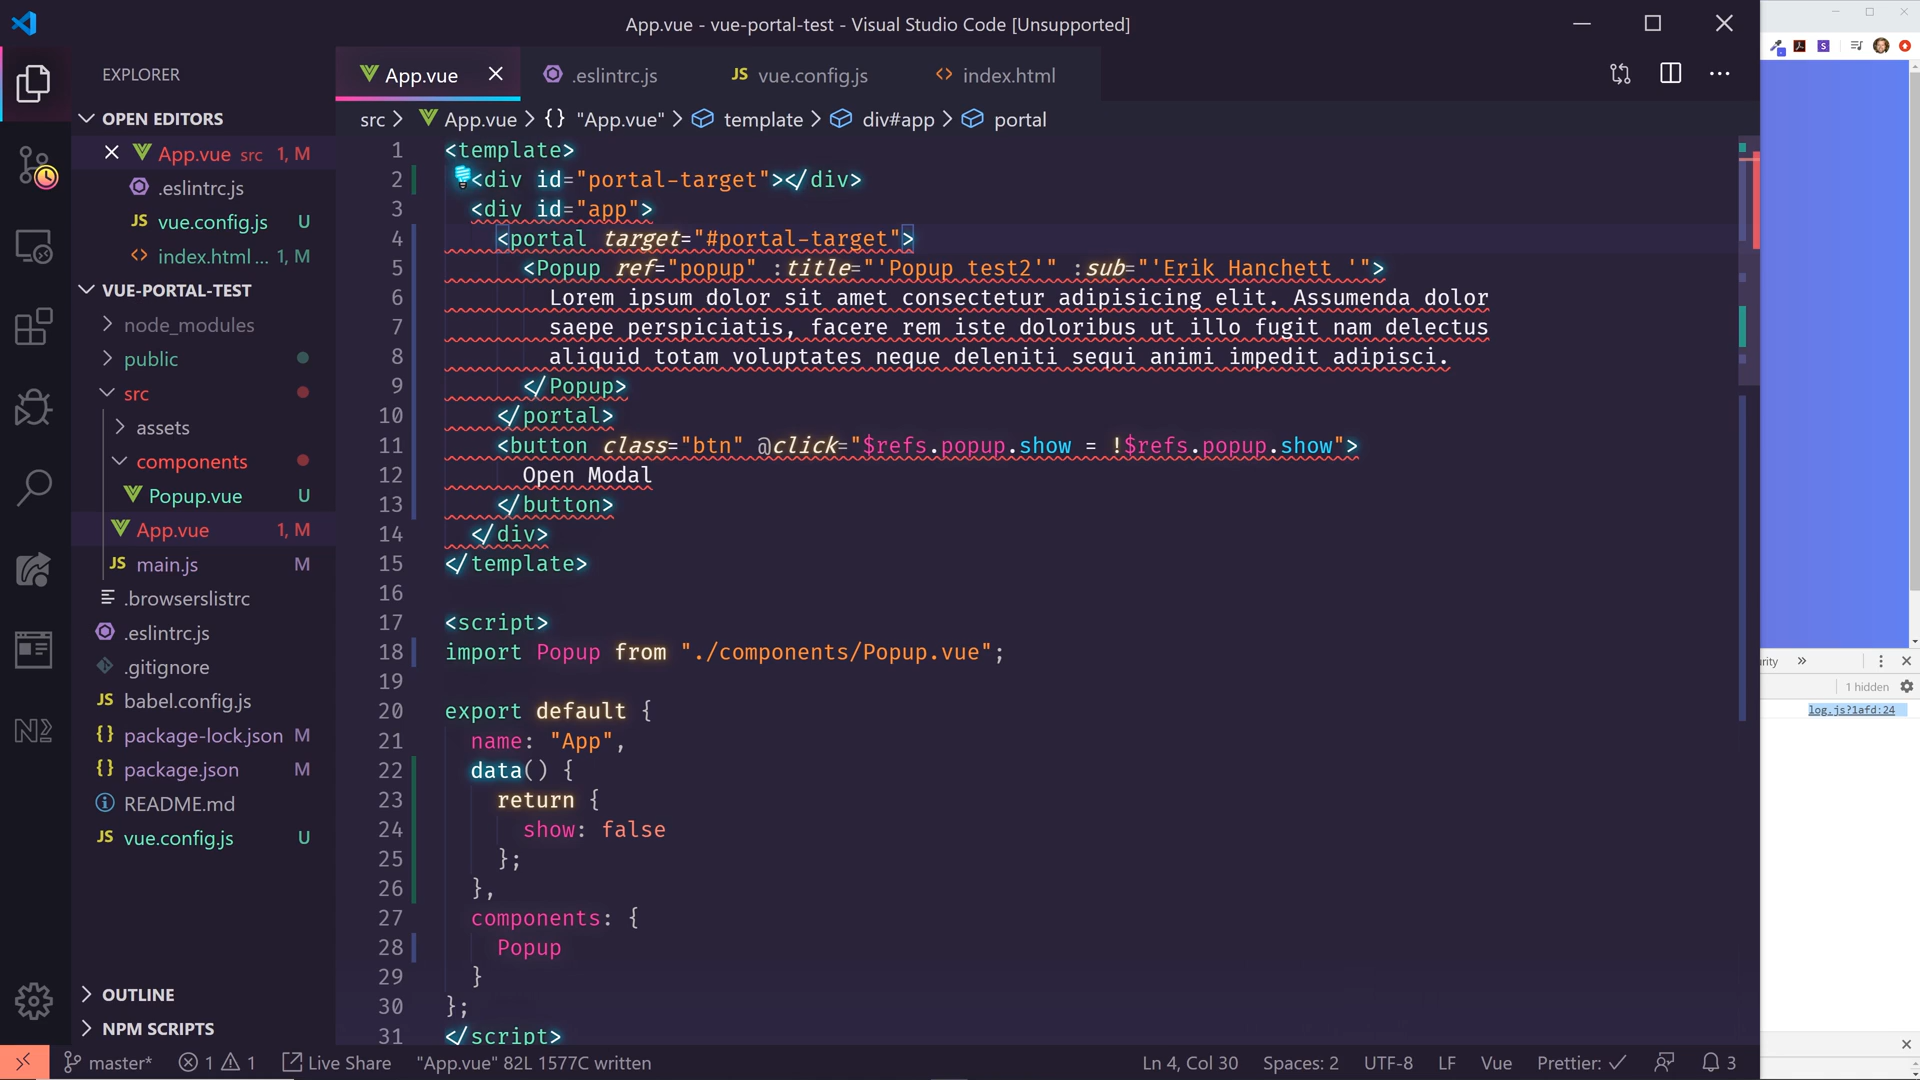 App.vue - vue-portal-test - Visual Studio Code [Unsupported]
EXPLORER
App.vue
.eslintrc.js
JS vue.config.js
<> index.html
OPEN EDITORS
src > App.vue > {} "App.vue" > template > div#app > portal
App.vue src 1, M
.eslintrc.js
JS vue.config.js U
<> index.html ... 1, M
VUE-PORTAL-TEST
node_modules
public
src
assets
components
Popup.vue U
App.vue 1, M
JS main.js M
.browserslistrc
.eslintrc.js
.gitignore
JS babel.config.js
{} package-lock.json M
{} package.json M
README.md
JS vue.config.js U
OUTLINE
NPM SCRIPTS
1 <template>
2 <div id="portal-target"></div>
3 <div id="app">
4 <portal target="#portal-target">
5 <Popup ref="popup" :title="'Popup test2'" :sub="'Erik Hanchett '">
6 Lorem ipsum dolor sit amet consectetur adipisicing elit. Assumenda dolor
7 saepe perspiciatis, facere rem iste doloribus ut illo fugit nam delectus
8 aliquid totam voluptates neque deleniti sequi animi impedit adipisci.
9 </Popup>
10 </portal>
11 <button class="btn" @click="$refs.popup.show = !$refs.popup.show">
12 Open Modal
13 </button>
14 </div>
15 </template>
16
17 <script>
18 import Popup from "./components/Popup.vue";
19
20 export default {
21 name: "App",
22 data() {
23 return {
24 show: false
25 };
26 },
27 components: {
28 Popup
29 }
30 };
31 </script>
urity
1 hidden
log.js?1afd:24
master* 1 1 Live Share "App.vue" 82L 1577C written Ln 4, Col 30 Spaces: 2 UTF-8 LF Vue Prettier: ✓ 3